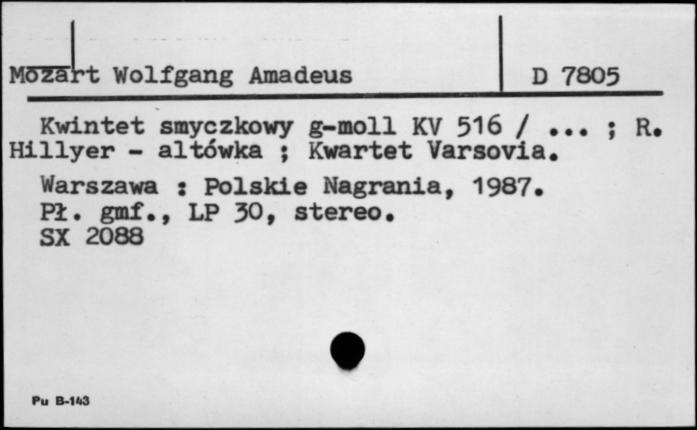 Mozart Wolfgang Amadeus D 7805
Kwintet smyczkowy g-moll KV 516 / ... ; R.
Hillyer - altówka ; Kwartet Varsovia.
Warszawa : Polskie Nagrania, 1987.
Pł. gmf., LP 30, stereo.
SX 2088
Pu B-143